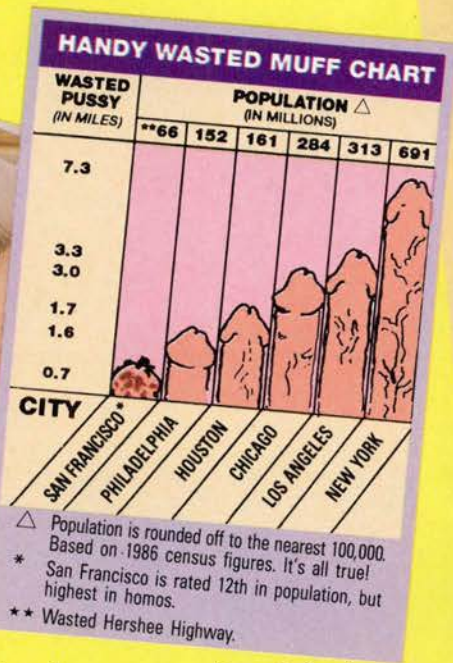 HANDY WASTED MUFF CHART
WASTED
PUSSY
(IN MILES)
POPULATION △
(IN MILLIONS)
**66 152 161 284 313 691
7.3
3.3
3.0
1.7
1.6
0.7
CITY
SAN FRANCISCO*
PHILADELPHIA
HOUSTON
CHICAGO
LOS ANGELES
NEW YORK
△ Population is rounded off to the nearest 100,000.
Based on 1986 census figures. It's all true!
* San Francisco is rated 12th in population, but
highest in homos.
** Wasted Hershee Highway.